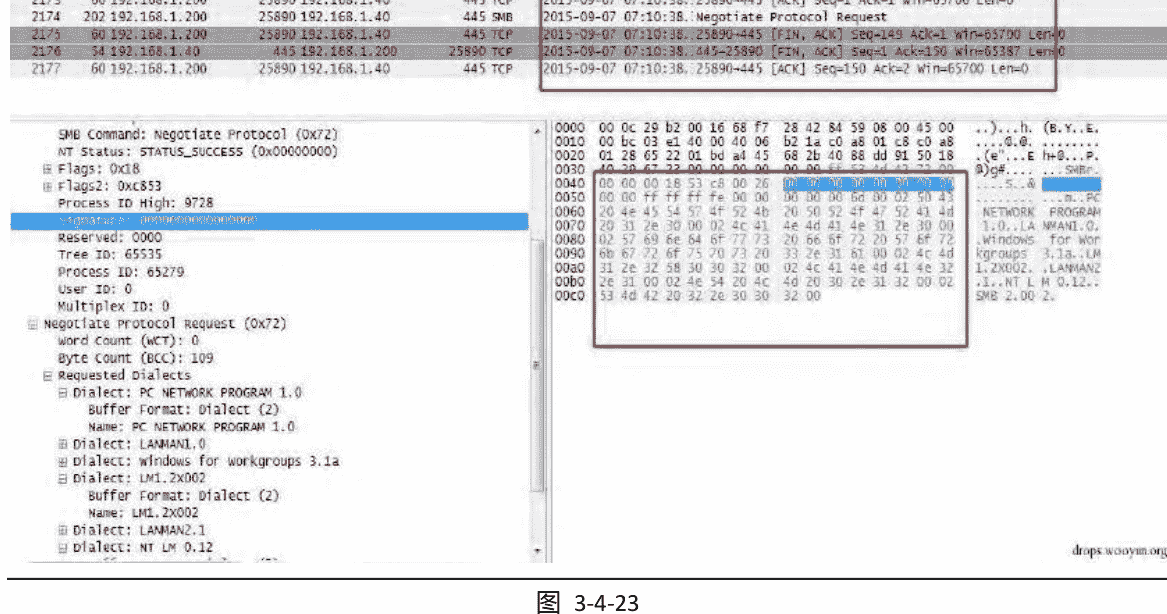 2174 202 192.168.1.200 25890 192.168.1.40 445 SMB 2015-09-07 07:10:38. Negotiate Protocol Request
2175 60 192.168.1.200 25890 192.168.1.40 445 TCP 2015-09-07 07:10:38. 25890→445 [FIN, ACK] Seq=149 Ack=1 Win=65700 Len=0
2176 54 192.168.1.40 445 192.168.1.200 25890 TCP 2015-09-07 07:10:38. 445→25890 [FIN, ACK] Seq=1 Ack=150 Win=65387 Len=0
2177 60 192.168.1.200 25890 192.168.1.40 445 TCP 2015-09-07 07:10:38. 25890→445 [ACK] Seq=150 Ack=2 Win=65700 Len=0
SMB Command: Negotiate Protocol (0x72)
NT Status: STATUS_SUCCESS (0x00000000)
Flags: 0x18
Flags2: 0xc853
Process ID High: 9728
Signature: 0000000000000000
Reserved: 0000
Tree ID: 65535
Process ID: 65279
User ID: 0
Multiplex ID: 0
Negotiate Protocol Request (0x72)
Word Count (WCT): 0
Byte Count (BCC): 109
Requested Dialects
Dialect: PC NETWORK PROGRAM 1.0
Buffer Format: Dialect (2)
Name: PC NETWORK PROGRAM 1.0
Dialect: LANMAN1.0
Dialect: Windows for Workgroups 3.1a
Dialect: LM1.2X002
Buffer Format: Dialect (2)
Name: LM1.2X002
Dialect: LANMAN2.1
Dialect: NT LM 0.12
0000 00 0c 29 b2 00 16 68 f7 28 42 84 59 08 00 45 00 ..)...h. (B.Y..E.
0010 00 bc 03 e1 40 00 40 06 b2 1a c0 a8 01 c8 c0 a8 ....@.@.
0020 01 28 65 22 01 bd a4 45 68 2b 40 88 dd 91 50 18 .(e"...E h+@...P.
0030
0040 00 00 00 18 53 c8 00 26 00 00 00 00 00 00 00 00 ....S..&
0050 00 00 ff ff ff fe 00 00 00 00 00 6d 00 02 50 43 ...m..PC
0060 20 4e 45 54 57 4f 52 4b 20 50 52 4f 47 52 41 4d NETWORK PROGRAM
0070 20 31 2e 30 00 02 4c 41 4e 4d 41 4e 31 2e 30 00 1.0..LA NMAN1.0.
0080 02 57 69 6e 64 6f 77 73 20 66 6f 72 20 57 6f 72 .Windows for Wor
0090 6b 67 72 6f 75 70 73 20 33 2e 31 61 00 02 4c 4d kgroups 3.1a..LM
00a0 31 2e 32 58 30 30 32 00 02 4c 41 4e 4d 41 4e 32 1.2X002. .LANMAN2
00b0 2e 31 00 02 4e 54 20 4c 4d 20 30 2e 31 32 00 02 .1..NT L M 0.12..
00c0 53 4d 42 20 32 2e 30 30 32 00 SMB 2.00 2.
drops.wooyun.org
图 3-4-23